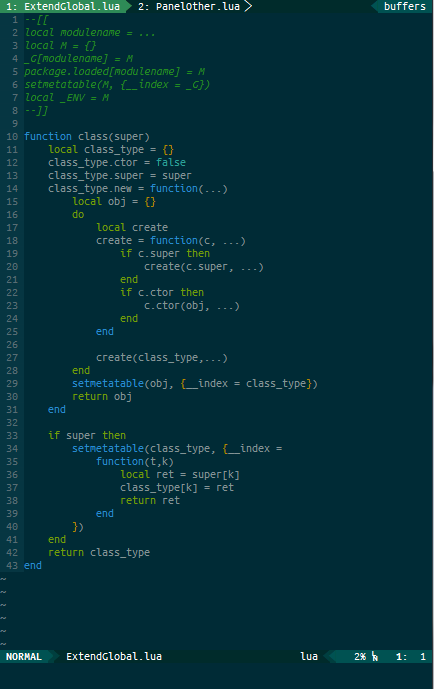 1: ExtendGlobal.lua 2: PanelOther.lua buffers
1 --[[
2 local modulename = ...
3 local M = {}
4 _G[modulename] = M
5 package.loaded[modulename] = M
6 setmetatable(M, {__index = _G})
7 local _ENV = M
8 --]]
9
10 function class(super)
11     local class_type = {}
12     class_type.ctor = false
13     class_type.super = super
14     class_type.new = function(...)
15         local obj = {}
16         do
17             local create
18             create = function(c, ...)
19                 if c.super then
20                     create(c.super, ...)
21                 end
22                 if c.ctor then
23                     c.ctor(obj, ...)
24                 end
25             end
26
27             create(class_type,...)
28         end
29         setmetatable(obj, {__index = class_type})
30         return obj
31     end
32
33     if super then
34         setmetatable(class_type, {__index =
35             function(t,k)
36                 local ret = super[k]
37                 class_type[k] = ret
38                 return ret
39             end
40         })
41     end
42     return class_type
43 end
~
~
~
~
~
~
NORMAL ExtendGlobal.lua lua 2% ␤ 1: 1